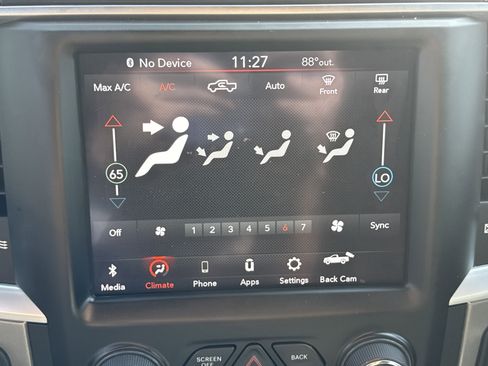 No Device 11:27 88°out.
Max A/C A/C Auto Front Rear
65 LO
Off 1 2 3 4 5 6 7 Sync
Media Climate Phone Apps Settings Back Cam
SCREEN OFF BACK